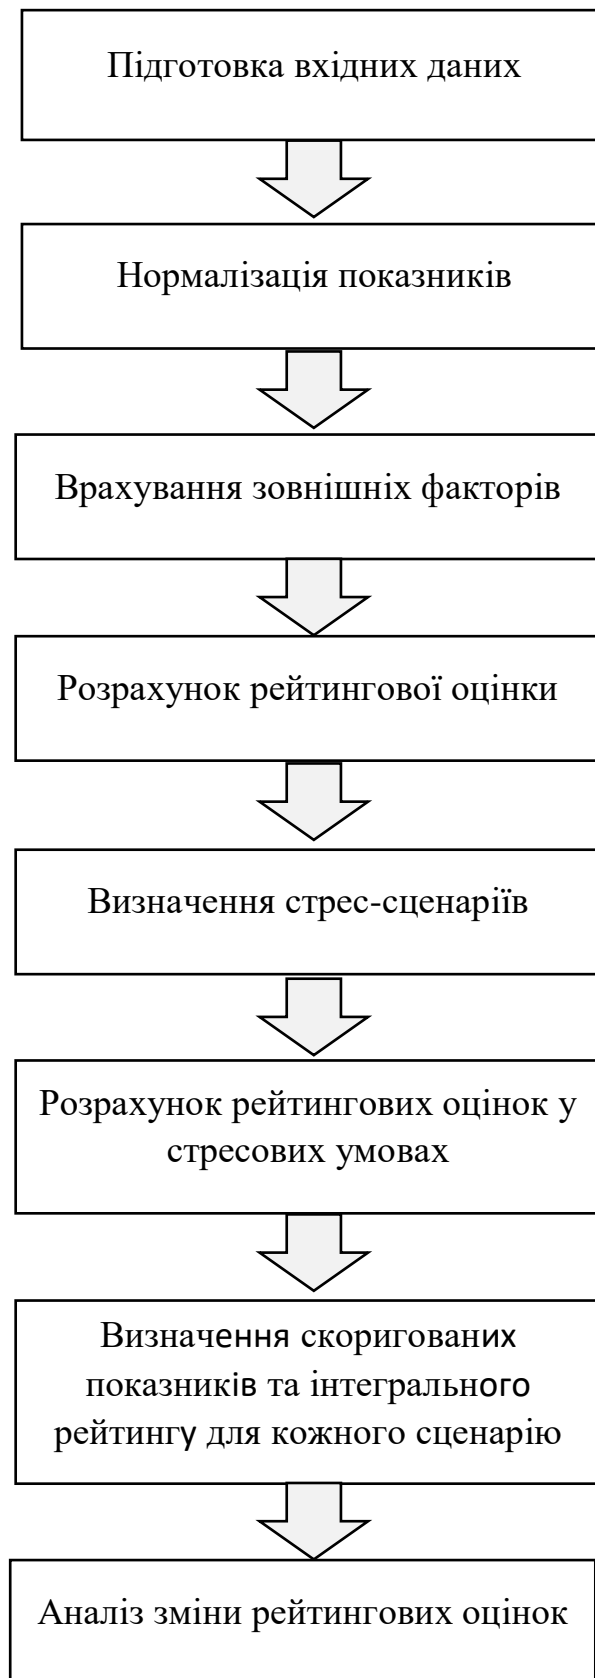 Підготовка вхідних даних
Нормалізація показників
Врахування зовнішніх факторів
Розрахунок рейтингової оцінки
Визначення стрес-сценаріїв
Розрахунок рейтингових оцінок у
стресових умовах
Визначення скоригованих
показників та інтегрального
рейтингу для кожного сценарію
Аналіз зміни рейтингових оцінок